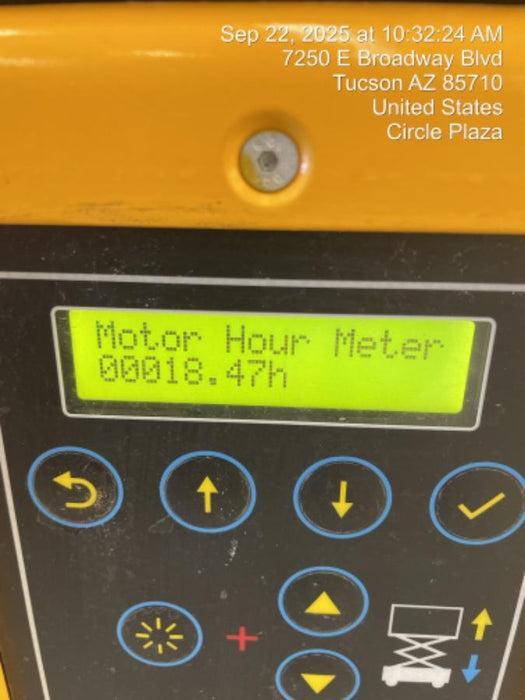 Sep 22, 2025 at 10:32:24 AM
7250 E Broadway Blvd
Tucson AZ 85710
United States
Circle Plaza
Motor Hour Meter
00018.47h